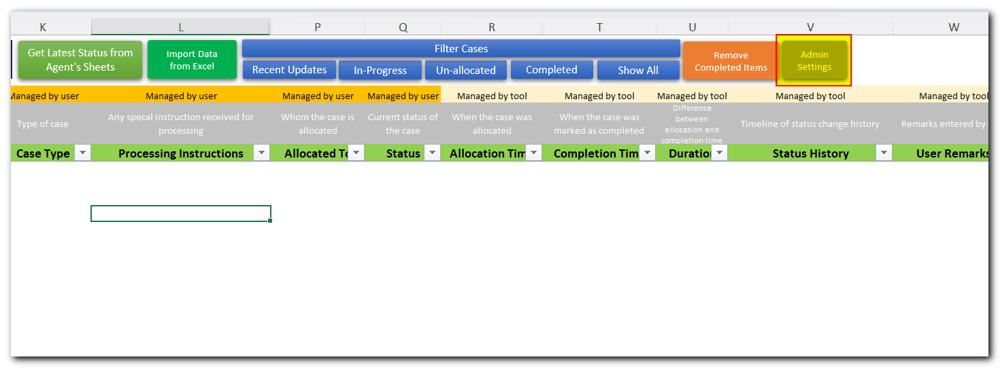 K L P Q R T U V W
Get Latest Status from
Agent's Sheets
Import Data
from Excel
Filter Cases
Recent Updates In-Progress Un-allocated Completed Show All
Remove
Completed Items
Admin
Settings
Managed by user Managed by user Managed by user Managed by user Managed by tool Managed by tool Managed by tool Managed by tool Managed by tool
Type of case
Any specal instruction received for
processing
Whom the case is
allocated
Current status of
the case
When the case was
allocated
When the case was
marked as completed
Difference
between
allocation and
completion time
Timeline of status change history
Remarks entered by
Case Type Processing Instructions Allocated To Status Allocation Tim Completion Tim Duratio Status History User Remarks